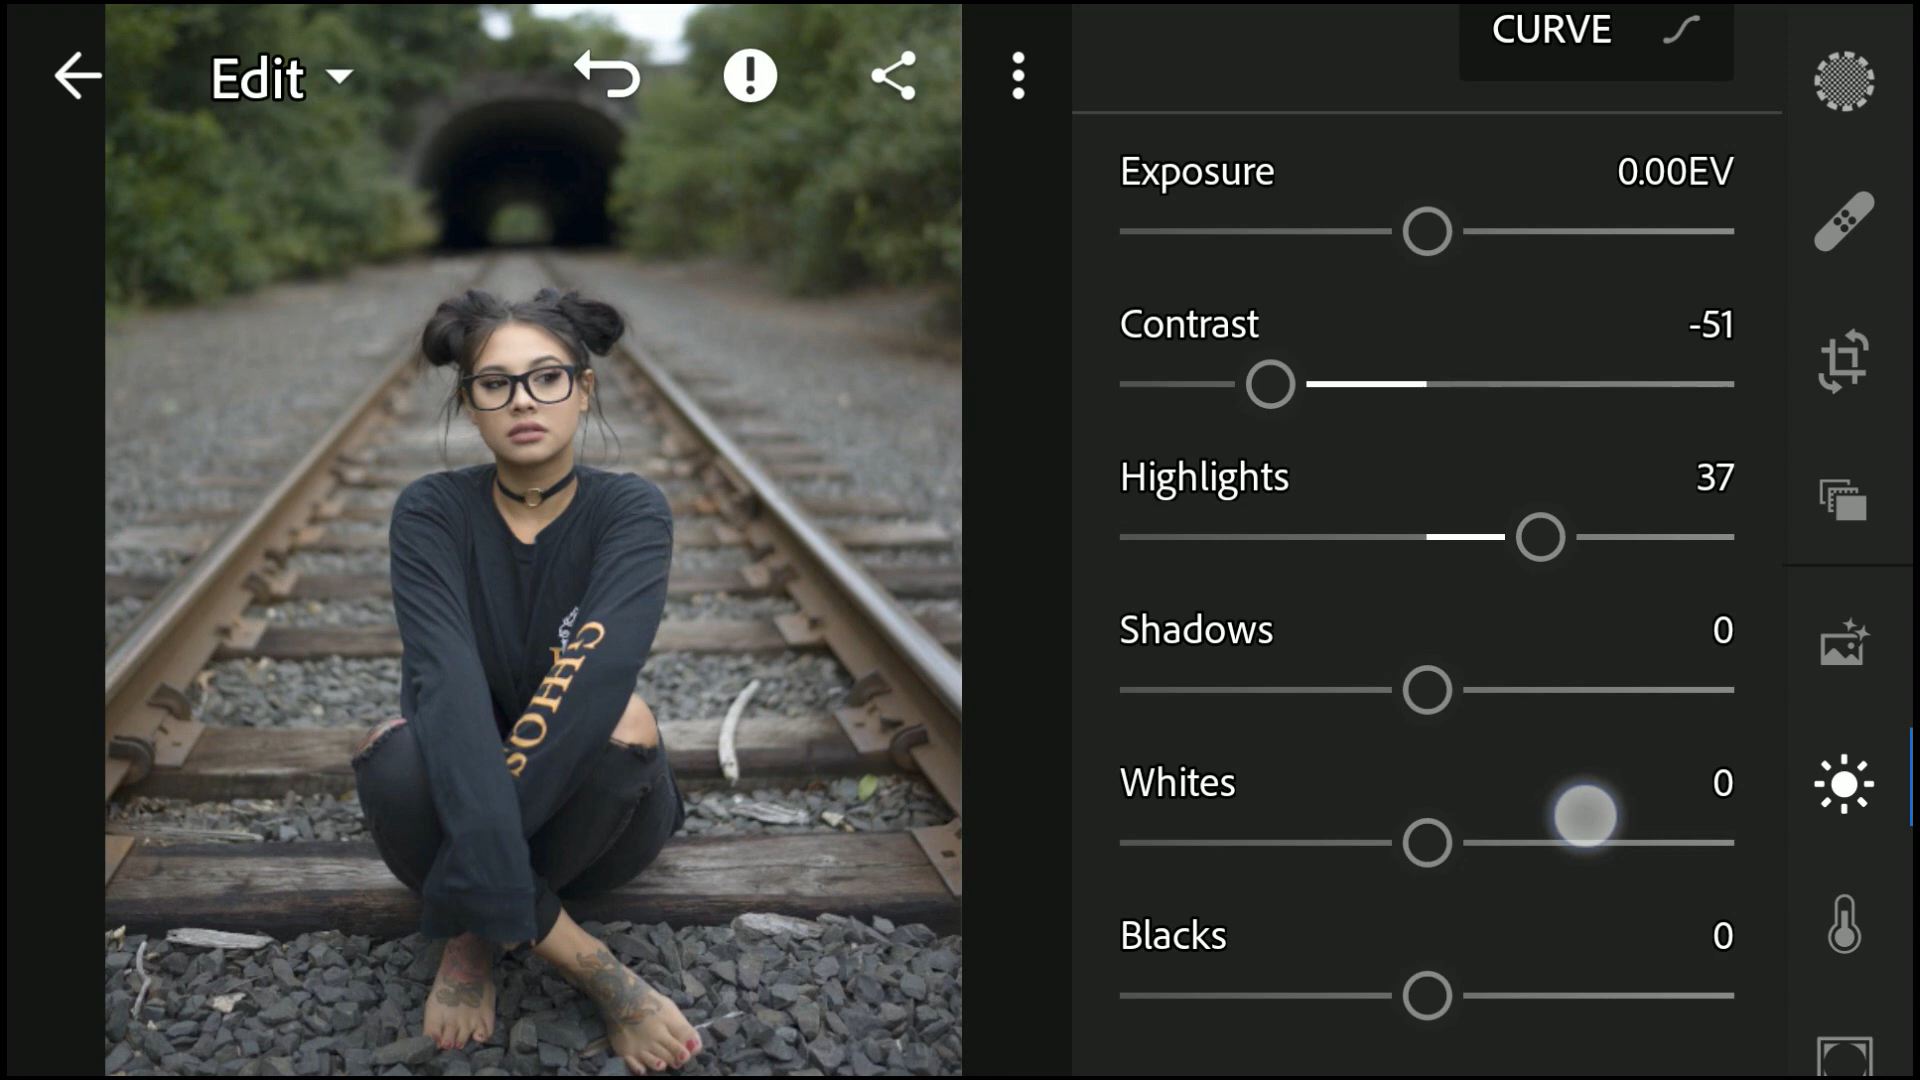 Edit
CURVE
Exposure 0.00EV
Contrast -51
Highlights 37
Shadows 0
Whites 0
Blacks 0